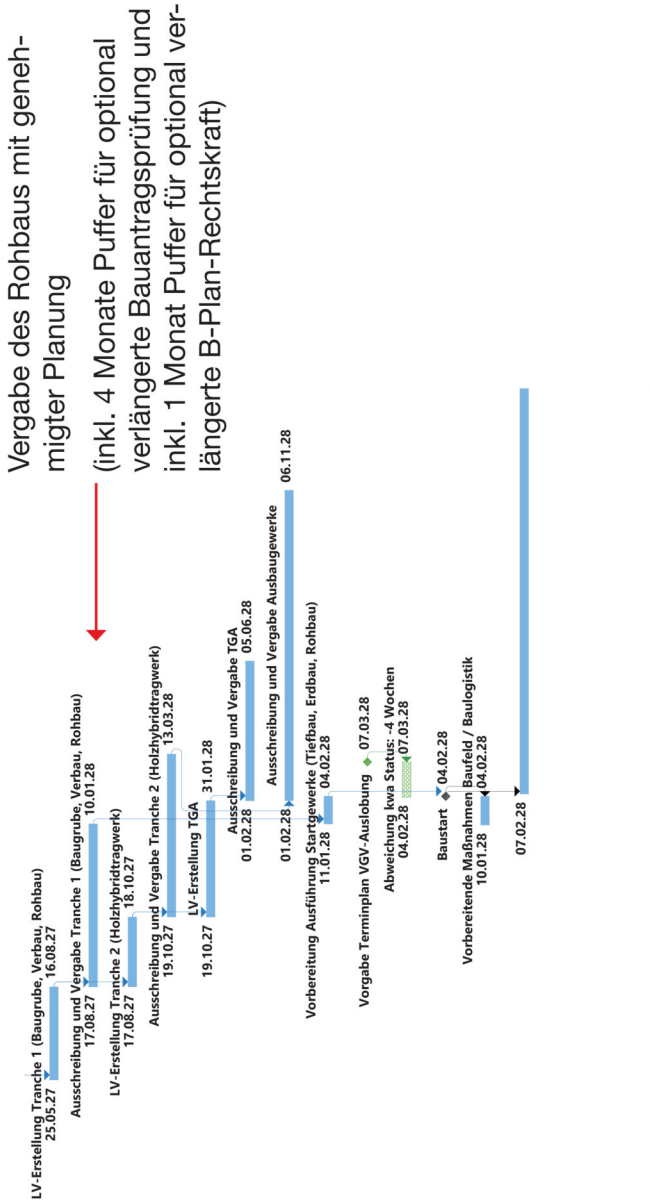 Vergabe des Rohbaus mit geneh-
migter Planung
(inkl. 4 Monate Puffer für optional
verlängerte Bauantragsprüfung und
inkl. 1 Monat Puffer für optional ver-
längerte B-Plan-Rechtskraft)
LV-Erstellung Tranche 1 (Baugrube, Verbau, Rohbau)
25.05.27 16.08.27
Ausschreibung und Vergabe Tranche 1 (Baugrube, Verbau, Rohbau)
17.08.27 10.01.28
LV-Erstellung Tranche 2 (Holzhybridtragwerk)
17.08.27 18.10.27
Ausschreibung und Vergabe Tranche 2 (Holzhybridtragwerk)
19.10.27 13.03.28
LV-Erstellung TGA
19.10.27 31.01.28
Ausschreibung und Vergabe TGA
01.02.28 05.06.28
Ausschreibung und Vergabe Ausbaugewerke
01.02.28 06.11.28
Vorbereitung Ausführung Startgewerke (Tiefbau, Erdbau, Rohbau)
11.01.28 04.02.28
Vorgabe Terminplan VGV-Auslobung 07.03.28
Abweichung kwa Status: -4 Wochen
04.02.28 07.03.28
Baustart 04.02.28
Vorbereitende Maßnahmen Baufeld / Baulogistik
10.01.28 04.02.28
07.02.28